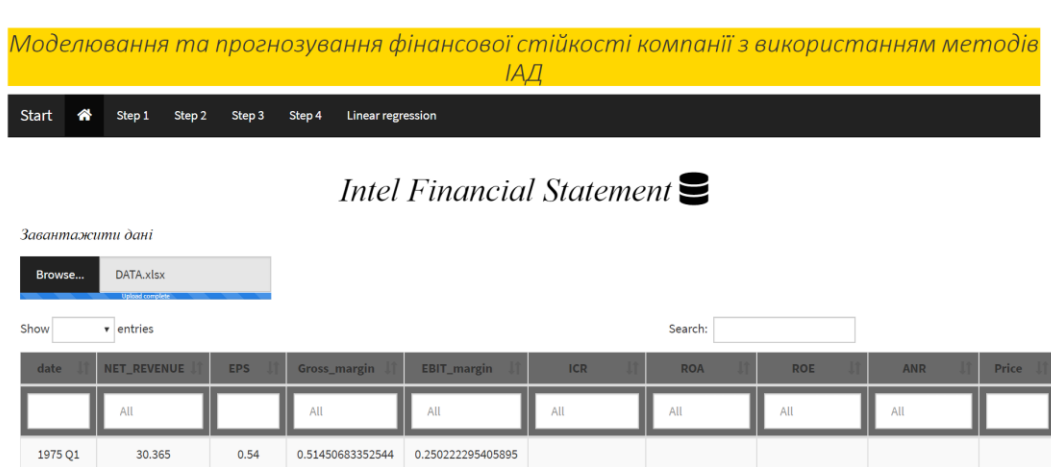 Моделювання та прогнозування фінансової стійкості компанії з використанням методів
ІАД
Start Step 1 Step 2 Step 3 Step 4 Linear regression
Intel Financial Statement
Завантажити дані
Browse... DATA.xlsx
Upload complete
Show entries Search:
date NET_REVENUE EPS Gross_margin EBIT_margin ICR ROA ROE ANR Price
All All All All All All All
1975 Q1 30.365 0.54 0.51450683352544 0.250222295405895